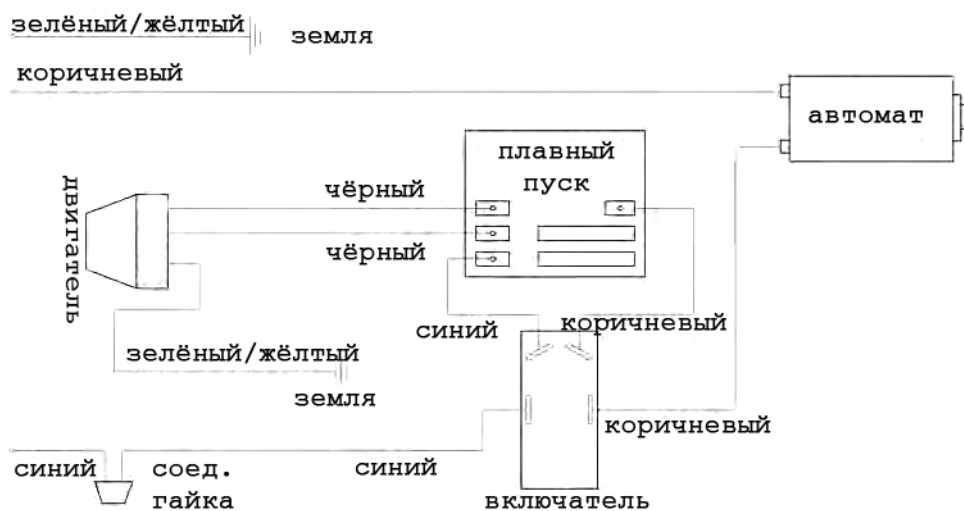 зелёный/жёлтый
земля
коричневый
автомат
плавный
пуск
двигатель
чёрный
чёрный
синий
коричневый
зелёный/жёлтый
земля
коричневый
синий
соед.
гайка
синий
включатель